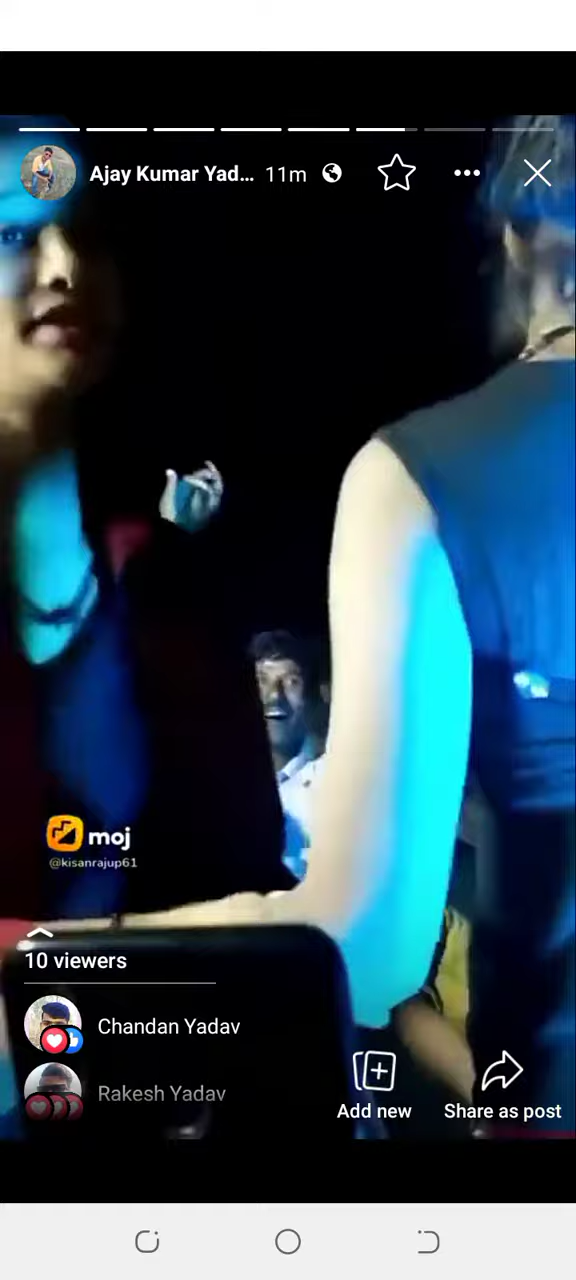 Ajay Kumar Yad... 11m
moj
@kisanrajup61
10 viewers
Chandan Yadav
Rakesh Yadav
Add new
Share as post